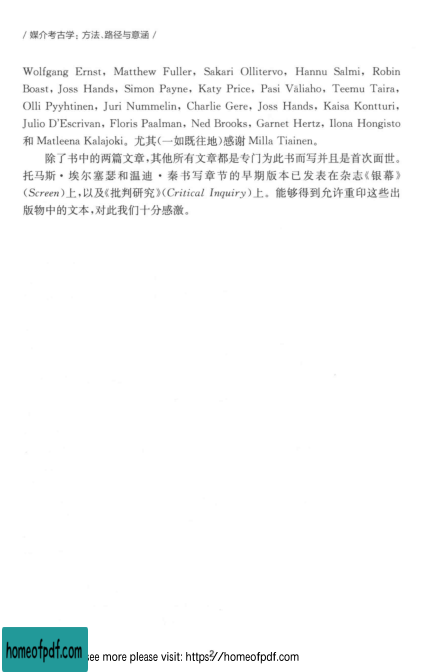 / 媒介考古学：方法、路径与意涵 /
Wolfgang Ernst, Matthew Fuller, Sakari Ollitervo, Hannu Salmi, Robin
Boast, Joss Hands, Simon Payne, Katy Price, Pasi Väliaho, Teemu Taira,
Olli Pyyhtinen, Juri Nummelin, Charlie Gere, Joss Hands, Kaisa Kontturi,
Julio D'Escrivan, Floris Paalman, Ned Brooks, Garnet Hertz, Ilona Hongisto
和 Matleena Kalajoki。尤其(一如既往地)感谢 Milla Tiainen。
除了书中的两篇文章,其他所有文章都是专门为此书而写并且是首次面世。
托马斯·埃尔塞瑟和温迪·秦书写章节的早期版本已发表在杂志《银幕》
(Screen)上,以及《批判研究》(Critical Inquiry)上。能够得到允许重印这些出
版物中的文本,对此我们十分感激。
2
homeofpdf.com
see more please visit: https://homeofpdf.com